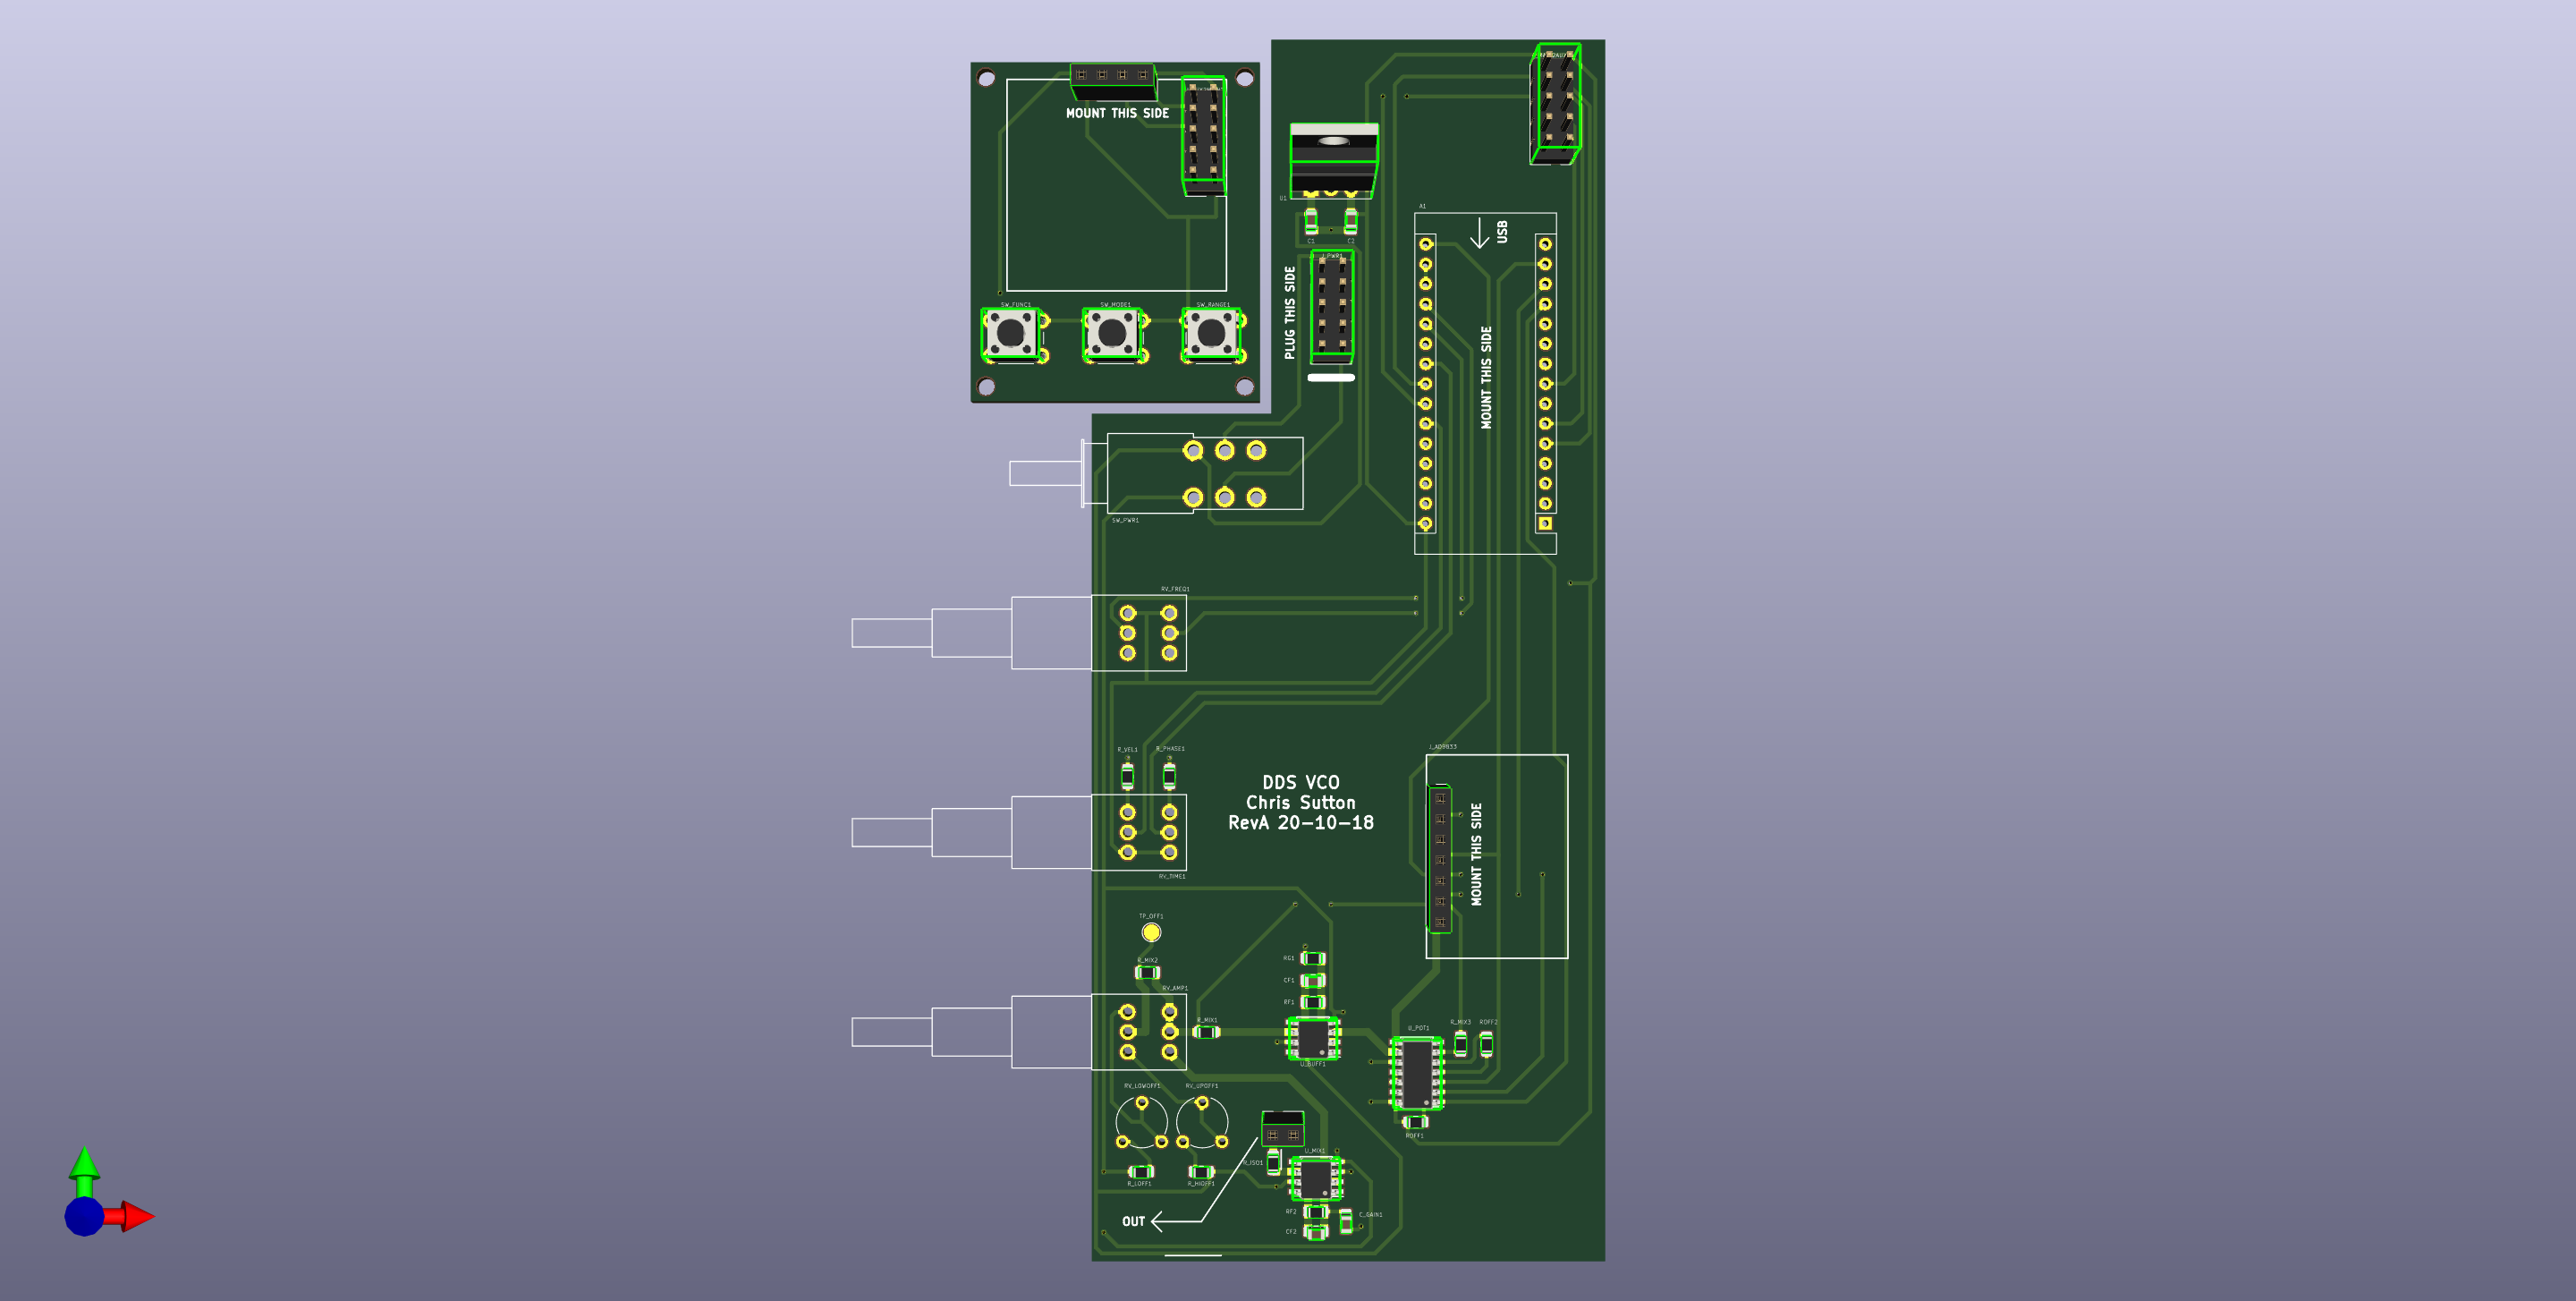 MOUNT THIS SIDE
SW_FUNC1
SW_MODE1
SW_RANGE1
U1
C1
C2
J_PWR1
PLUG THIS SIDE
A1
USB
MOUNT THIS SIDE
SW_PWR1
RV_FREQ1
R_VEL1
R_PHASE1
RV_TIME1
DDS VCO
Chris Sutton
RevA 20-10-18
J_AD9833
MOUNT THIS SIDE
TP_OFF1
R_MIX2
RV_AMP1
R_MIX1
RG1
CF1
RF1
U_BUFF1
U_POT1
R_MIX3
ROFF2
ROFF1
RV_LOWOFF1
RV_UPOFF1
R_LOFF1
R_HIOFF1
R_ISO1
U_MIX1
RF2
CF2
C_GAIN1
OUT